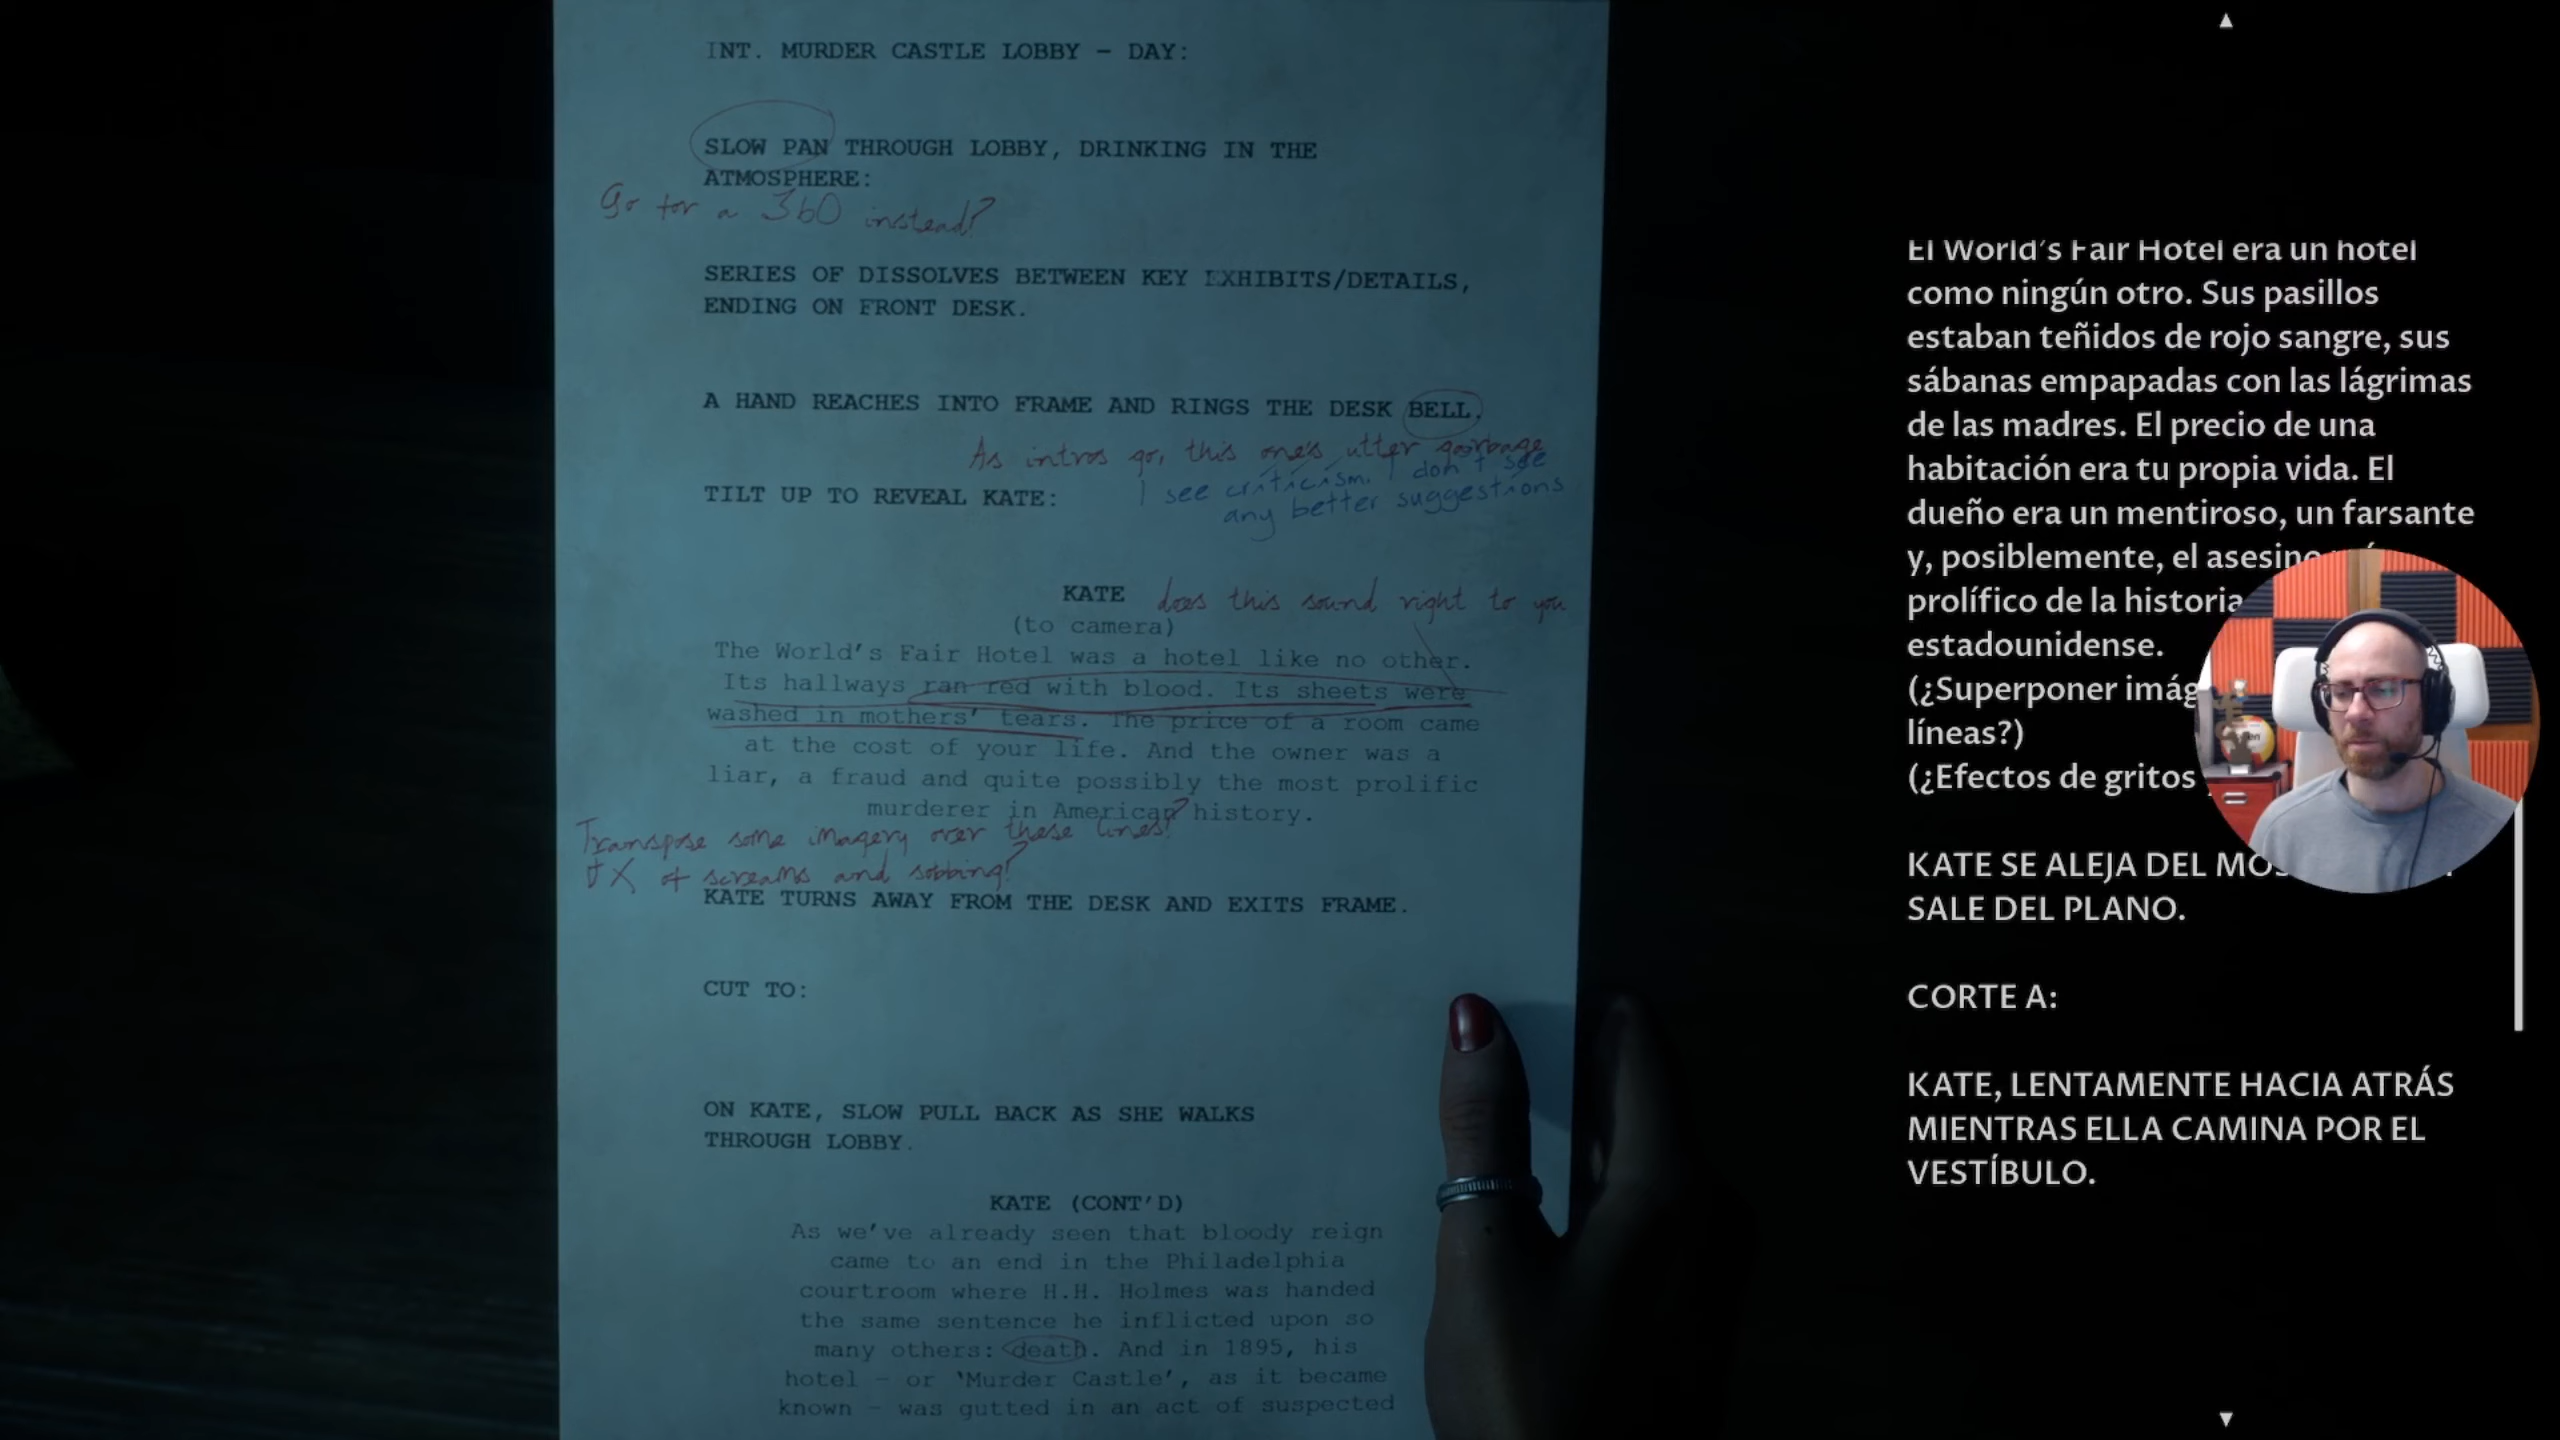 INT. MURDER CASTLE LOBBY – DAY:
SLOW PAN THROUGH LOBBY, DRINKING IN THE
ATMOSPHERE:
Go for a 360 instead?
SERIES OF DISSOLVES BETWEEN KEY EXHIBITS/DETAILS,
ENDING ON FRONT DESK.
A HAND REACHES INTO FRAME AND RINGS THE DESK BELL.
As intros go, this one's utter garbage
I see criticism. I don't see
any better suggestions
TILT UP TO REVEAL KATE:
KATE
does this sound right to you
(to camera)
The World's Fair Hotel was a hotel like no other.
Its hallways ran red with blood. Its sheets were
washed in mothers' tears. The price of a room came
at the cost of your life. And the owner was a
liar, a fraud and quite possibly the most prolific
murderer in American history.
Transpose some imagery over these lines?
FX of screams and sobbing?
KATE TURNS AWAY FROM THE DESK AND EXITS FRAME.
CUT TO:
ON KATE, SLOW PULL BACK AS SHE WALKS
THROUGH LOBBY.
KATE (CONT'D)
As we've already seen that bloody reign
came to an end in the Philadelphia
courtroom where H.H. Holmes was handed
the same sentence he inflicted upon so
many others: death. And in 1895, his
hotel – or 'Murder Castle', as it became
known – was gutted in an act of suspected
El World's Fair Hotel era un hotel
como ningún otro. Sus pasillos
estaban teñidos de rojo sangre, sus
sábanas empapadas con las lágrimas
de las madres. El precio de una
habitación era tu propia vida. El
dueño era un mentiroso, un farsante
y, posiblemente, el
prolífico de la historia
estadounidense.
(¿Superponer
líneas?)
(¿Efectos de gritos
KATE SE ALEJA DEL
SALE DEL PLANO.
CORTE A:
KATE, LENTAMENTE HACIA ATRÁS
MIENTRAS ELLA CAMINA POR EL
VESTÍBULO.